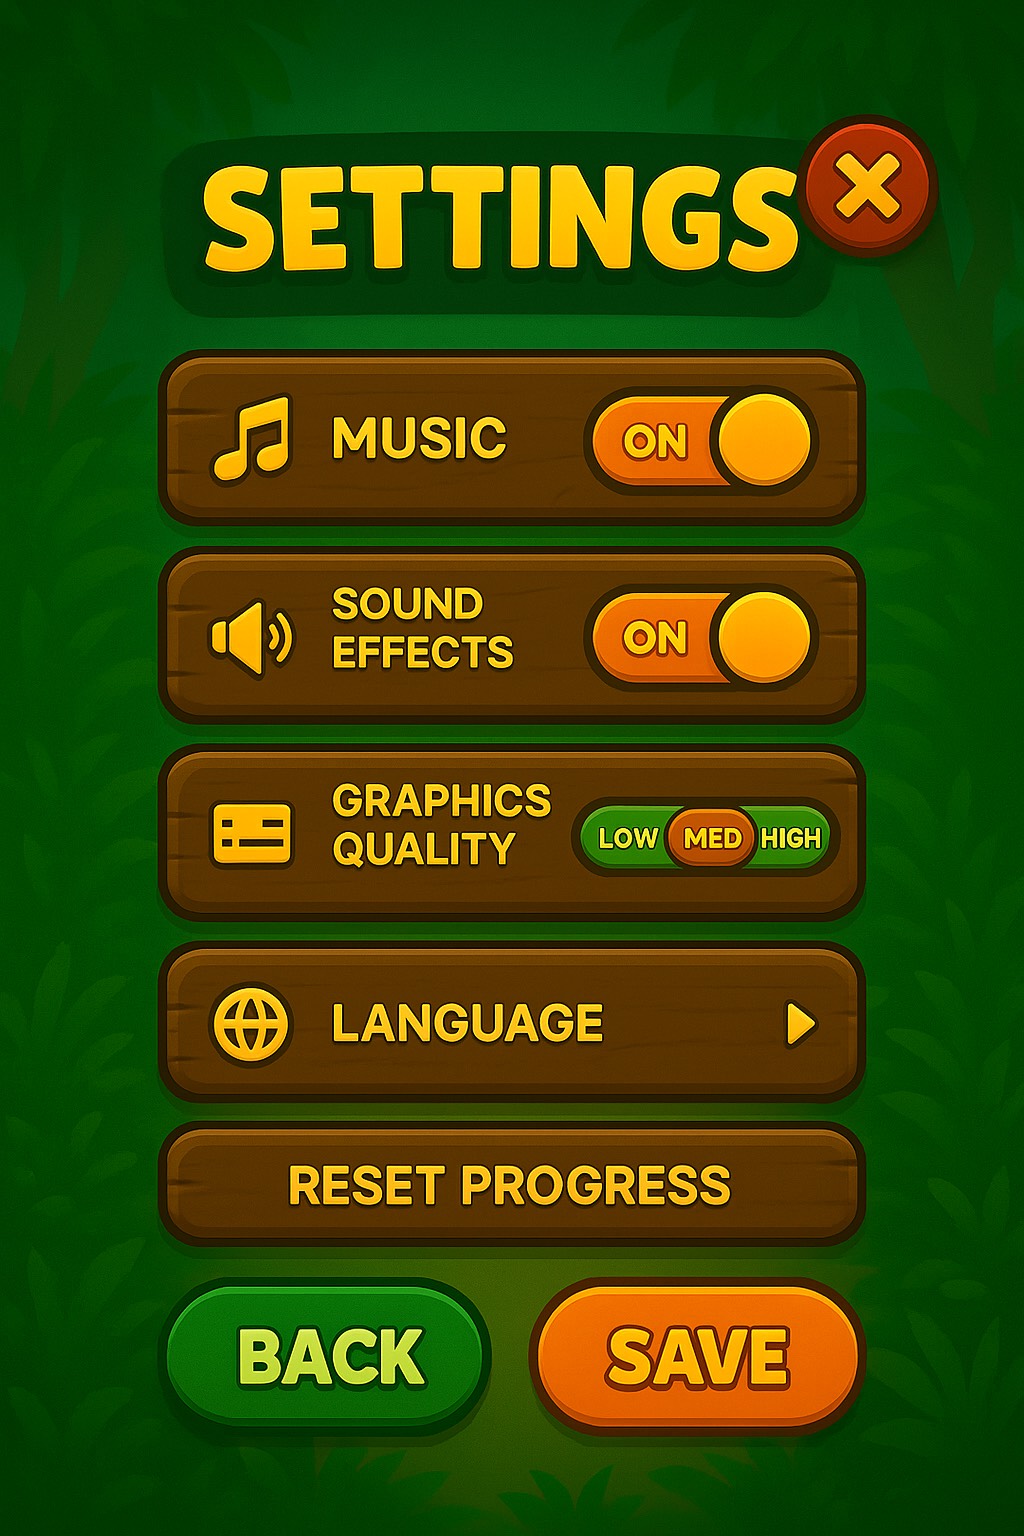 SETTINGS
MUSIC
ON
SOUND
EFFECTS
ON
GRAPHICS
QUALITY
LOW MED HIGH
LANGUAGE
RESET PROGRESS
BACK
SAVE